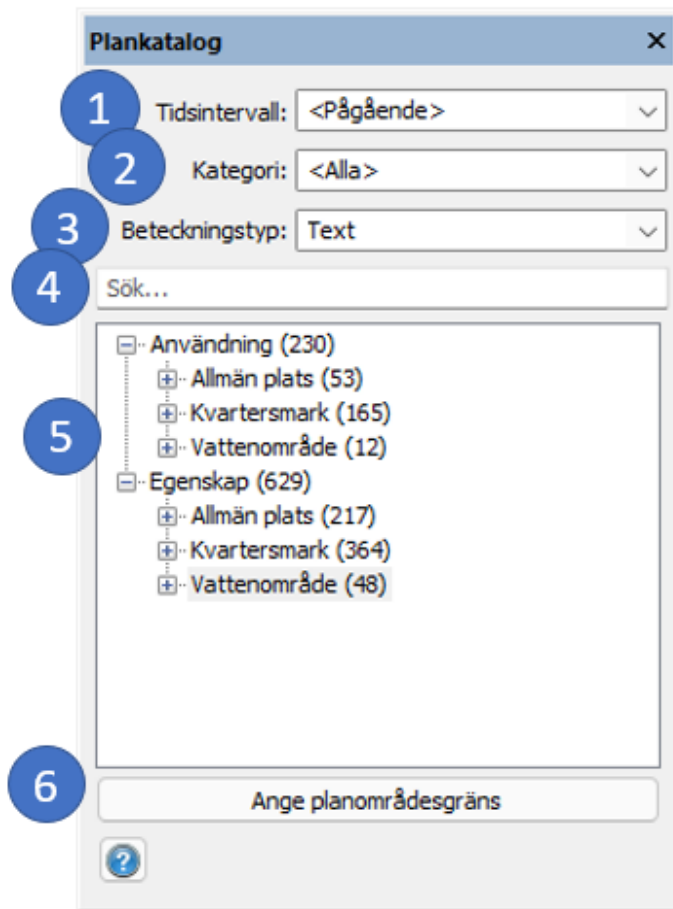 Plankatalog
1 Tidsintervall: <Pågående>
2 Kategori: <Alla>
3 Beteckningstyp: Text
4 Sök...
Användning (230)
Allmän plats (53)
Kvartersmark (165)
5 Vattenområde (12)
Egenskap (629)
Allmän plats (217)
Kvartersmark (364)
Vattenområde (48)
6 Ange planområdesgräns
?